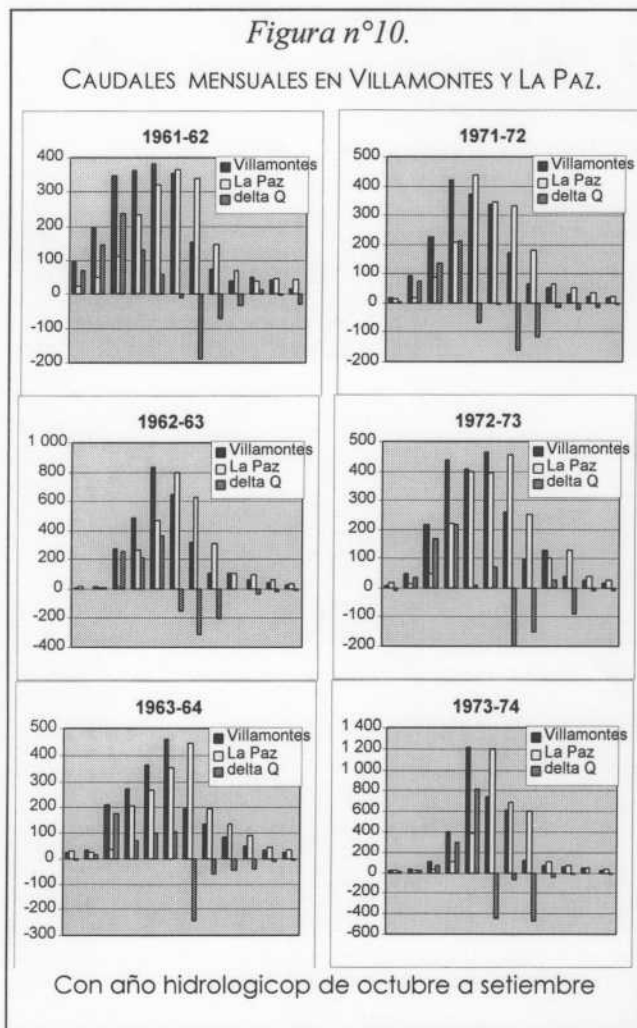 Figura n°10.
CAUDALES MENSUALES EN VILLAMONTES Y LA PAZ.
1961-62
400
300
200
100
0
-100
-200
Villamontes
La Paz
delta Q
1971-72
500
400
300
200
100
0
-100
-200
Villamontes
La Paz
delta Q
1962-63
1 000
800
600
400
200
0
-200
-400
Villamontes
La Paz
delta Q
1972-73
500
400
300
200
100
0
-100
-200
Villamontes
La Paz
delta Q
1963-64
500
400
300
200
100
0
-100
-200
-300
Villamontes
La Paz
delta Q
1973-74
1 400
1 200
1 000
800
600
400
200
0
-200
-400
-600
Villamontes
La Paz
delta Q
Con año hidrologicop de octubre a setiembre